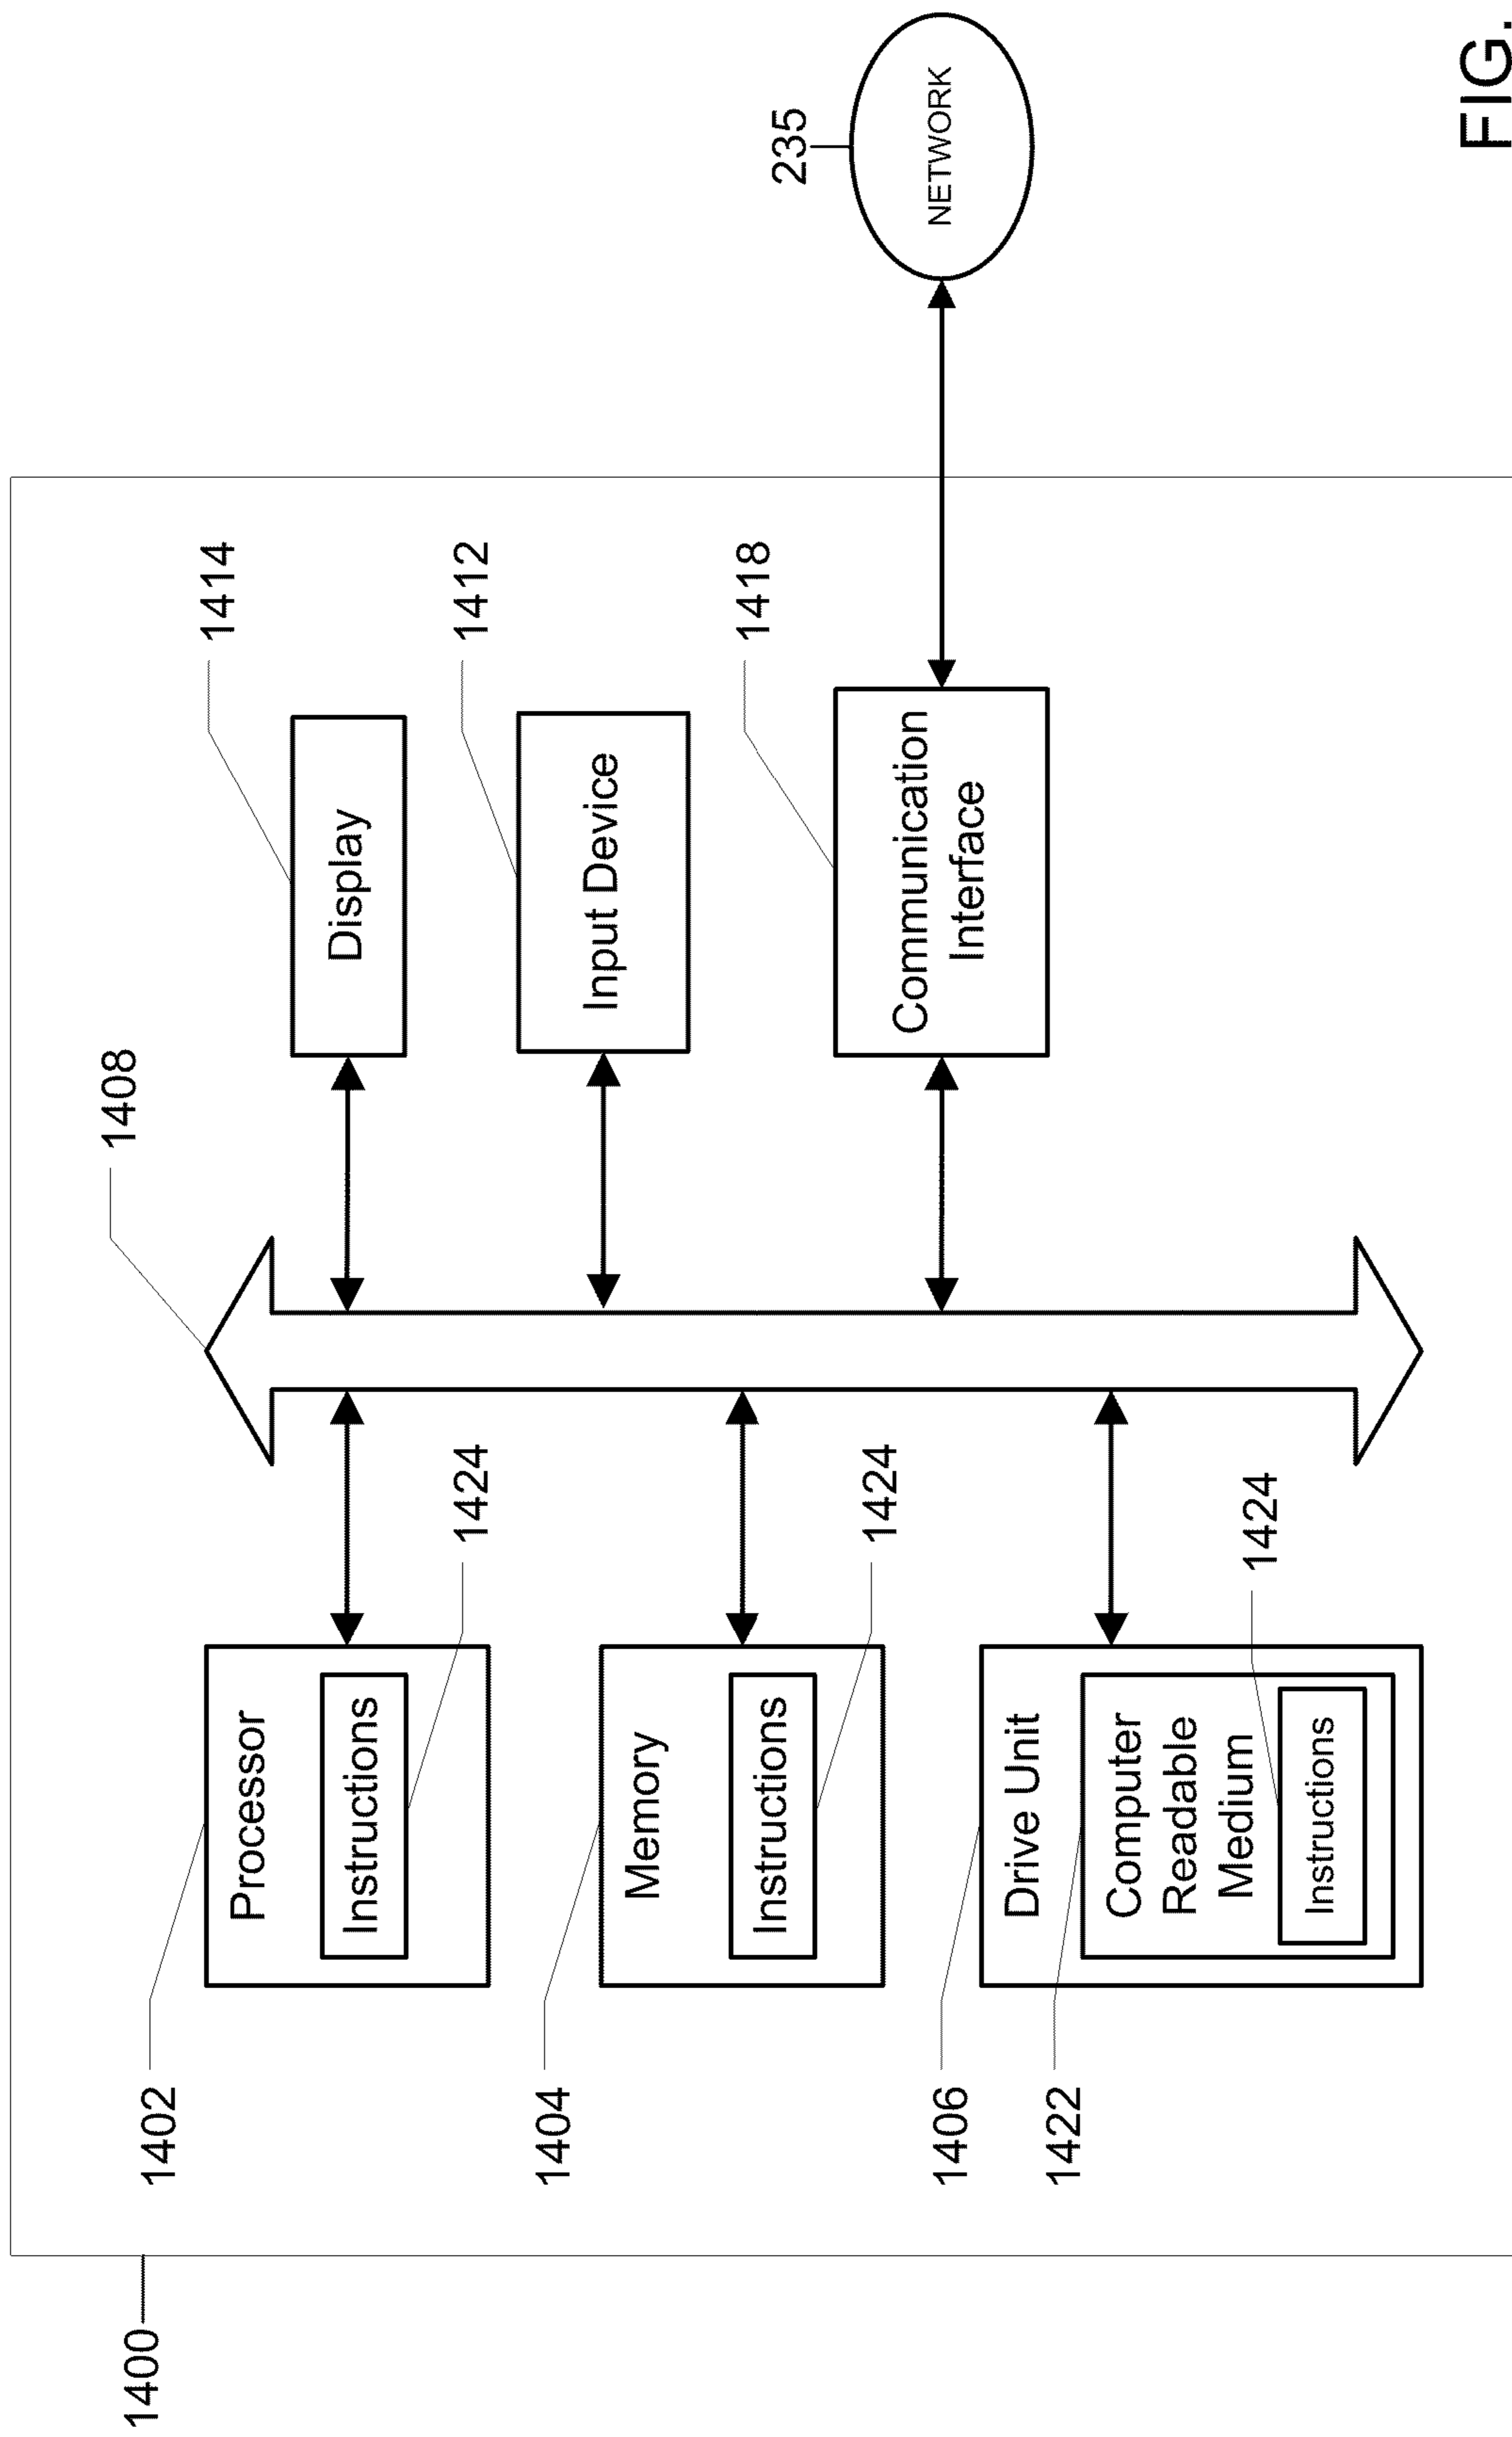 1400
1408
1402
Processor
Instructions
1424
1414
Display
1412
Input Device
1404
Memory
Instructions
1424
1418
Communication
Interface
235
NETWORK
1406
1422
Drive Unit
Computer
Readable
Medium
Instructions
1424
FIG.